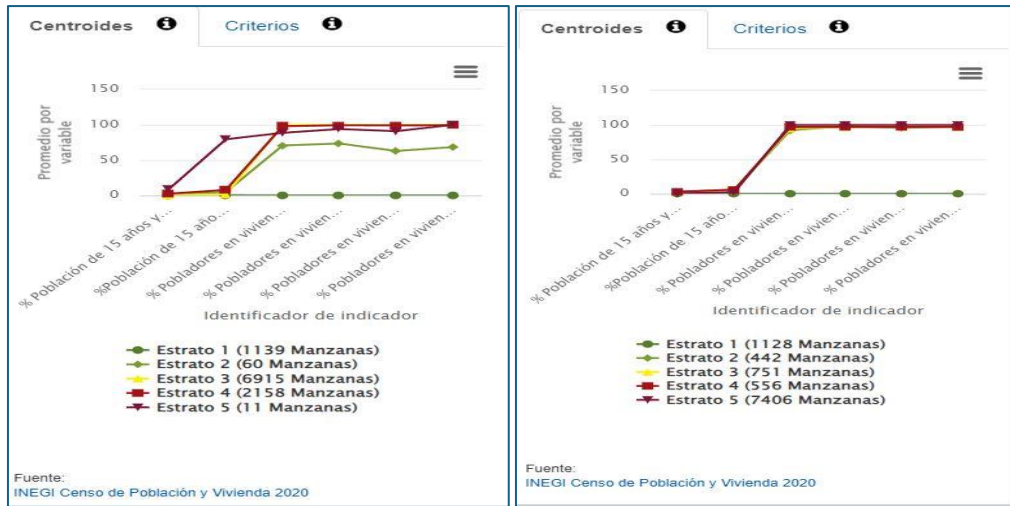 Centroides
Criterios
150
100
50
0
Promedio por
variable
% Población de 15 años y...
%Población de 15 año...
% Pobladores en vivien...
% Pobladores en vivien...
% Pobladores en vivien...
% Pobladores en vivien...
Identificador de indicador
Estrato 1 (1139 Manzanas)
Estrato 2 (60 Manzanas)
Estrato 3 (6915 Manzanas)
Estrato 4 (2158 Manzanas)
Estrato 5 (11 Manzanas)
Fuente:
INEGI Censo de Población y Vivienda 2020
Centroides
Criterios
150
100
50
0
Promedio por
variable
% Población de 15 años y...
%Población de 15 año...
% Pobladores en vivien...
% Pobladores en vivien...
% Pobladores en vivien...
% Pobladores en vivien...
Identificador de indicador
Estrato 1 (1128 Manzanas)
Estrato 2 (442 Manzanas)
Estrato 3 (751 Manzanas)
Estrato 4 (556 Manzanas)
Estrato 5 (7406 Manzanas)
Fuente:
INEGI Censo de Población y Vivienda 2020